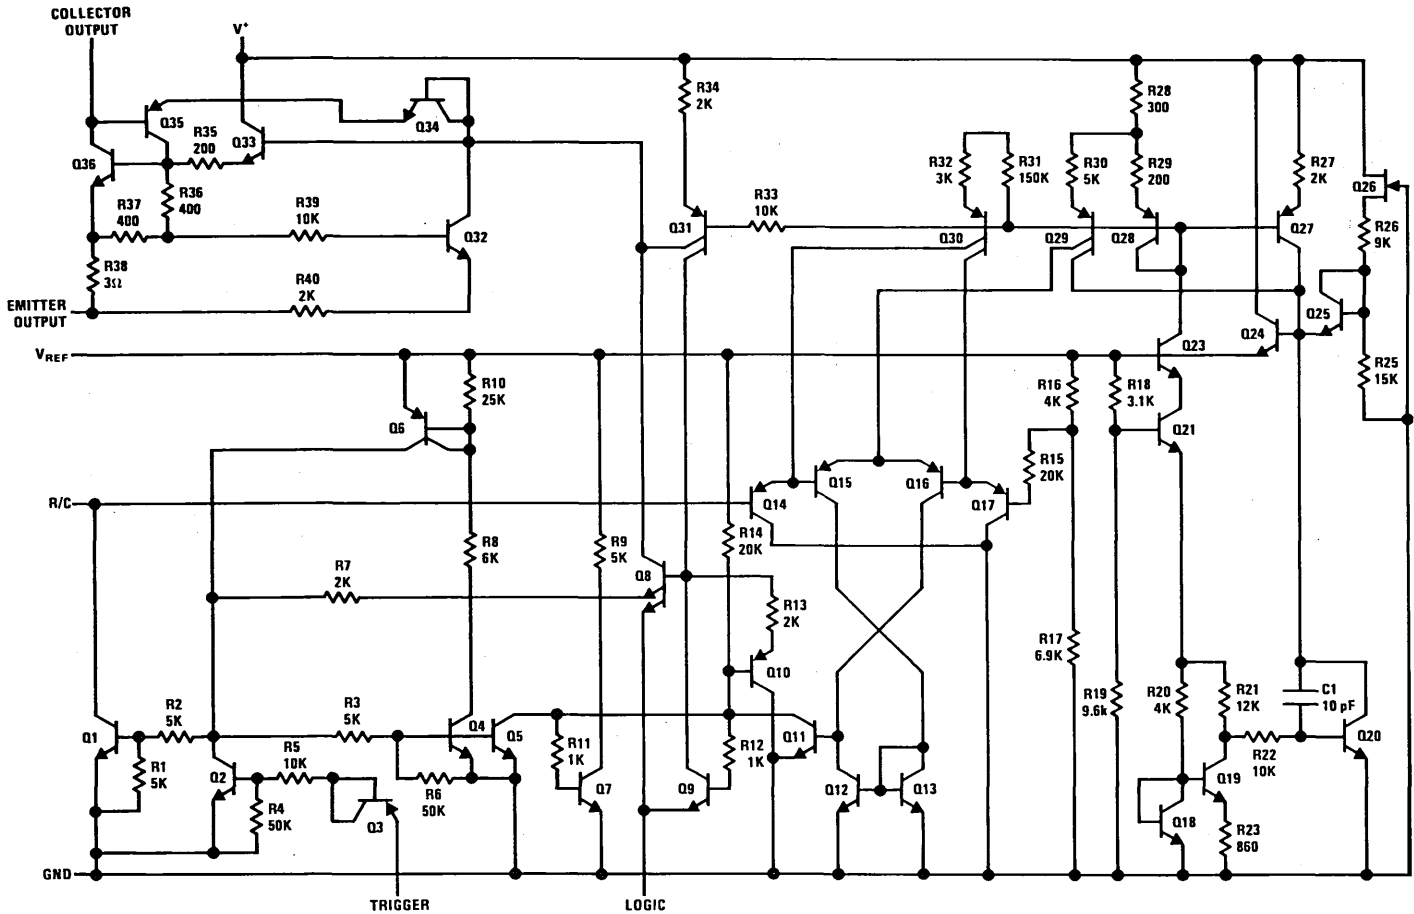 COLLECTOR
OUTPUT
V+
R34
2K
R28
300
Q35
R35
200
Q33
Q34
Q36
R37
400
R36
400
R39
10K
Q32
R38
3Ω
R40
2K
EMITTER
OUTPUT
Q31
R33
10K
R32
3K
R31
150K
Q30
R30
5K
Q29
R29
200
Q28
R27
2K
Q27
Q26
R26
9K
Q25
Q24
R25
15K
VREF
R10
25K
Q6
R16
4K
R18
3.1K
Q23
Q21
R15
20K
R/C
Q14
Q15
Q16
Q17
R8
6K
R9
5K
R14
20K
R7
2K
Q8
R13
2K
Q10
R17
6.9K
R19
9.6k
R20
4K
R21
12K
C1
10 pF
Q1
R2
5K
R1
5K
Q2
R5
10K
R4
50K
Q3
R3
5K
R6
50K
Q4
Q5
R11
1K
Q7
Q9
R12
1K
Q11
Q12
Q13
R22
10K
Q20
Q19
Q18
R23
860
GND
TRIGGER
LOGIC